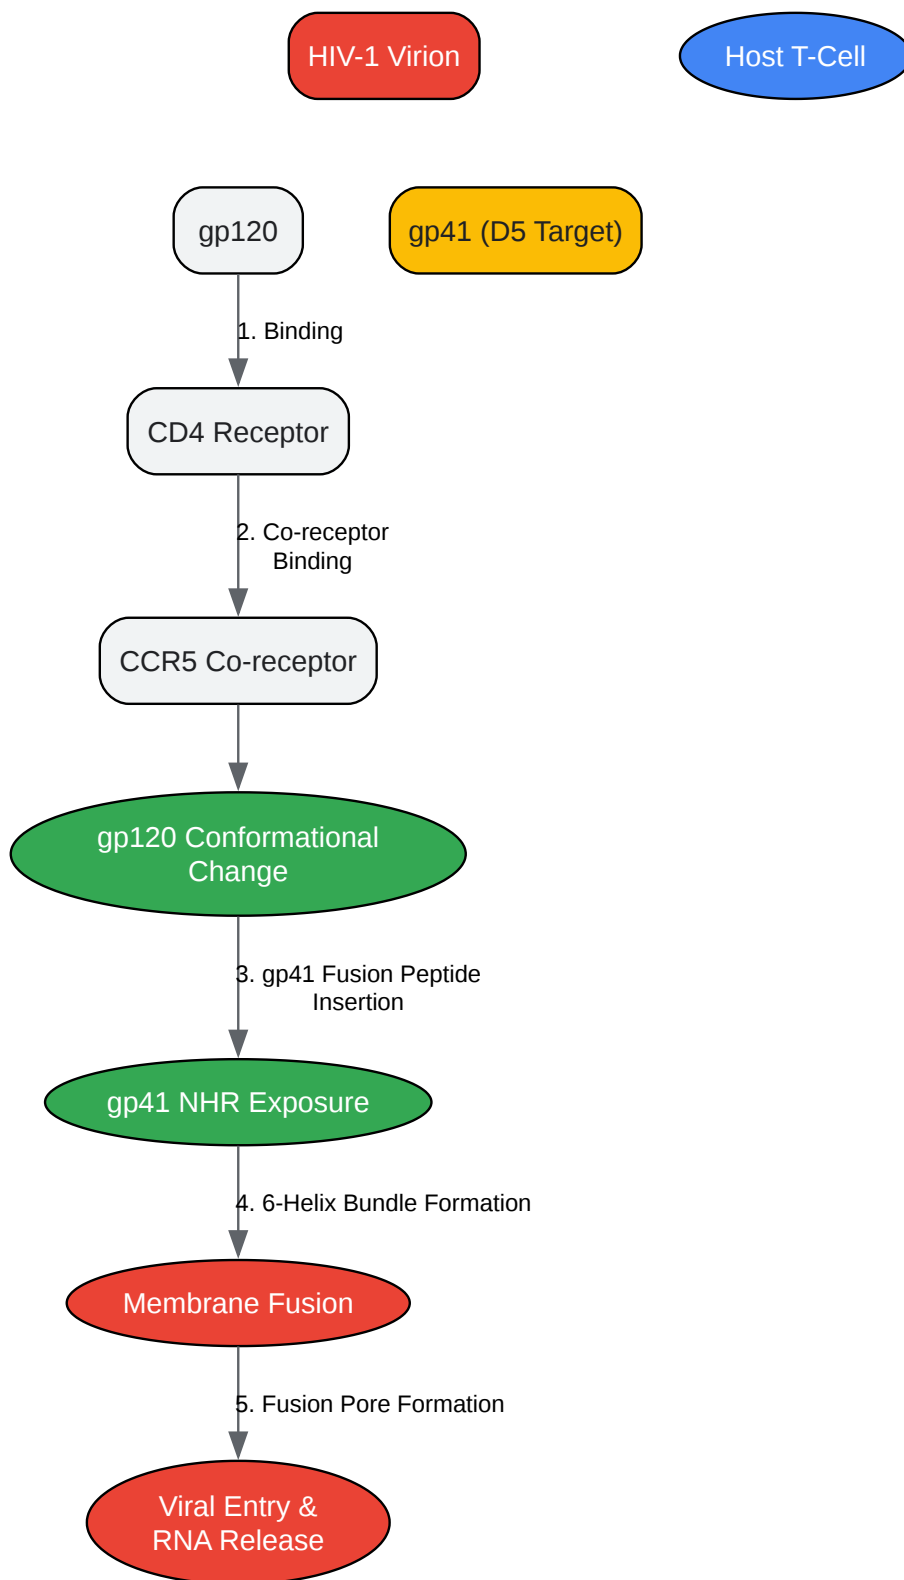 HIV-1 Virion
Host T-Cell
gp120
gp41 (D5 Target)
1. Binding
CD4 Receptor
2. Co-receptor
Binding
CCR5 Co-receptor
gp120 Conformational
Change
3. gp41 Fusion Peptide
Insertion
gp41 NHR Exposure
4. 6-Helix Bundle Formation
Membrane Fusion
5. Fusion Pore Formation
Viral Entry &
RNA Release